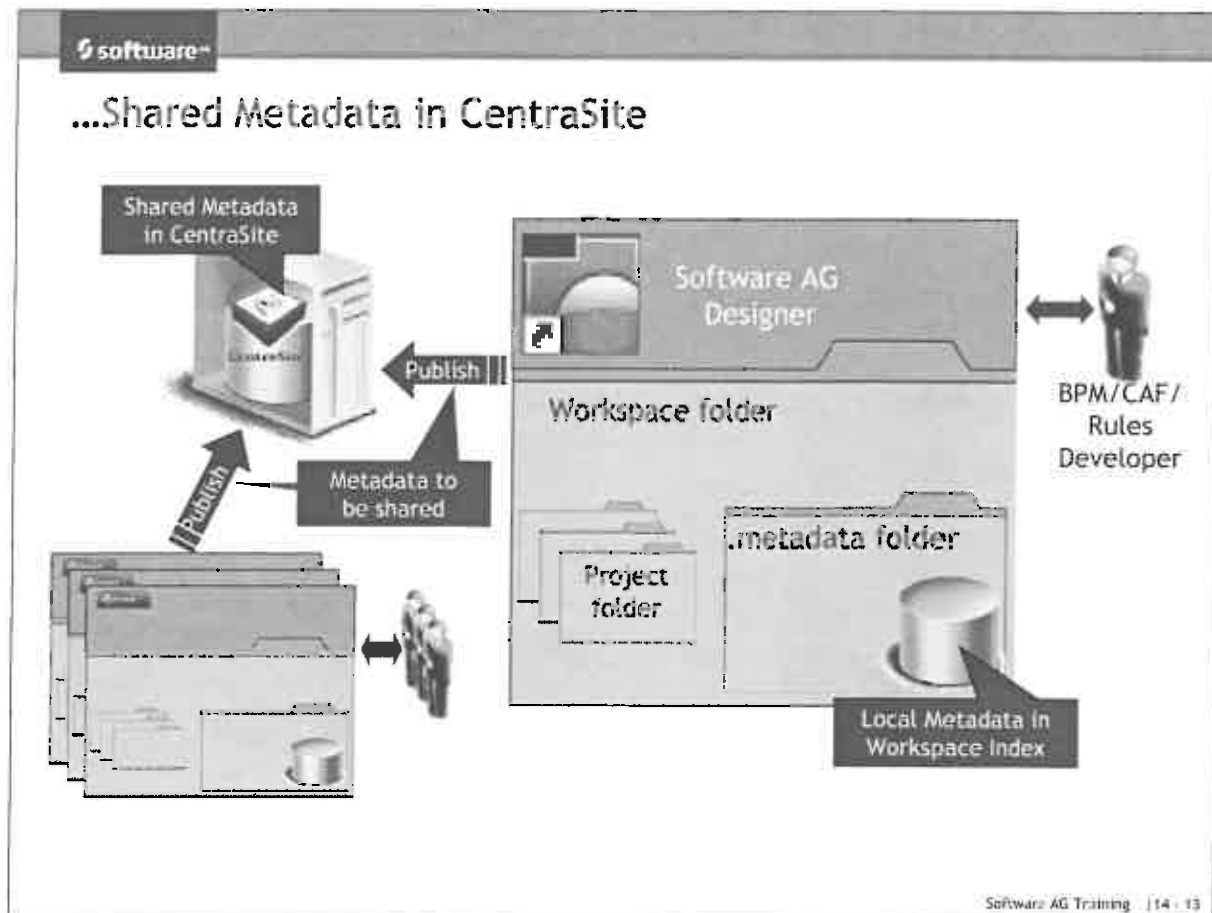 software AG
...Shared Metadata in CentraSite
Shared Metadata
in CentraSite
CentraSite
Publish
Software AG
Designer
BPM/CAF/
Rules
Developer
Workspace folder
Publish
Metadata to
be shared
.metadata folder
Project
folder
Local Metadata in
Workspace Index
Software AG Training | 14 - 13